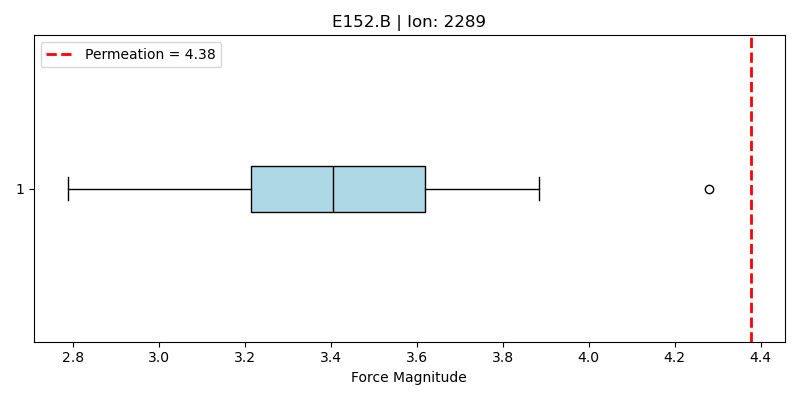 E152.B | Ion: 2289
Permeation = 4.38
1
2.8 3.0 3.2 3.4 3.6 3.8 4.0 4.2 4.4
Force Magnitude